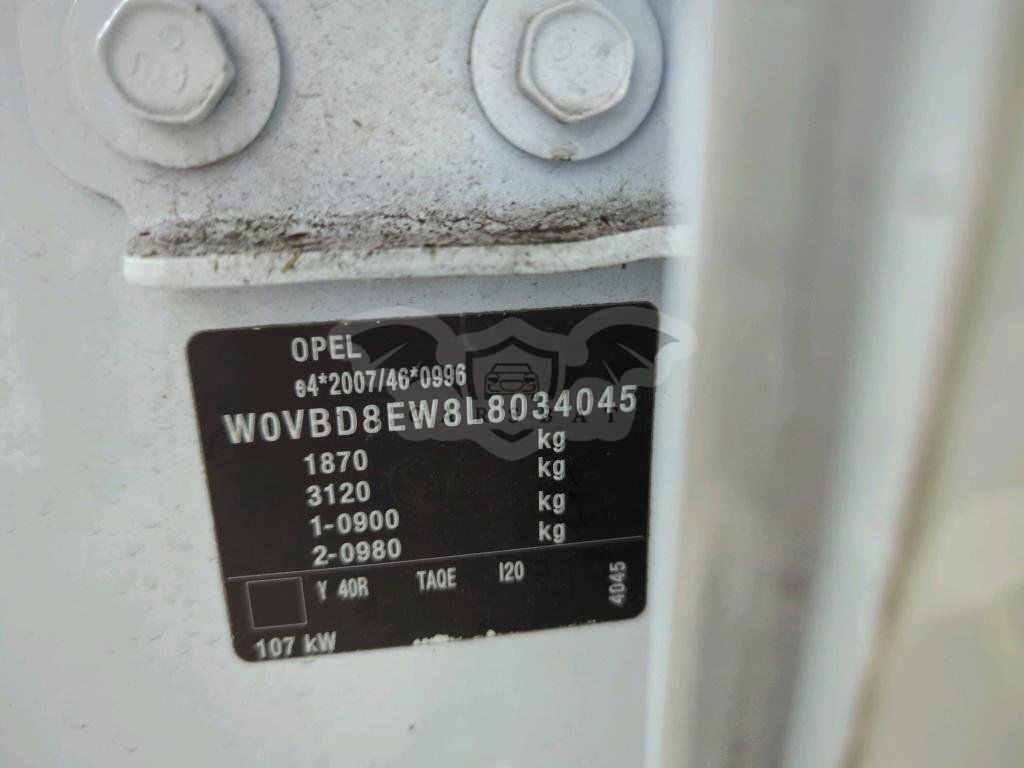 OPEL
e4*2007/46*0996
W0VBD8EW8L8034045
1870 kg
3120 kg
1-0900 kg
2-0980 kg
Y 40R TAQE I20
4045
107 kW